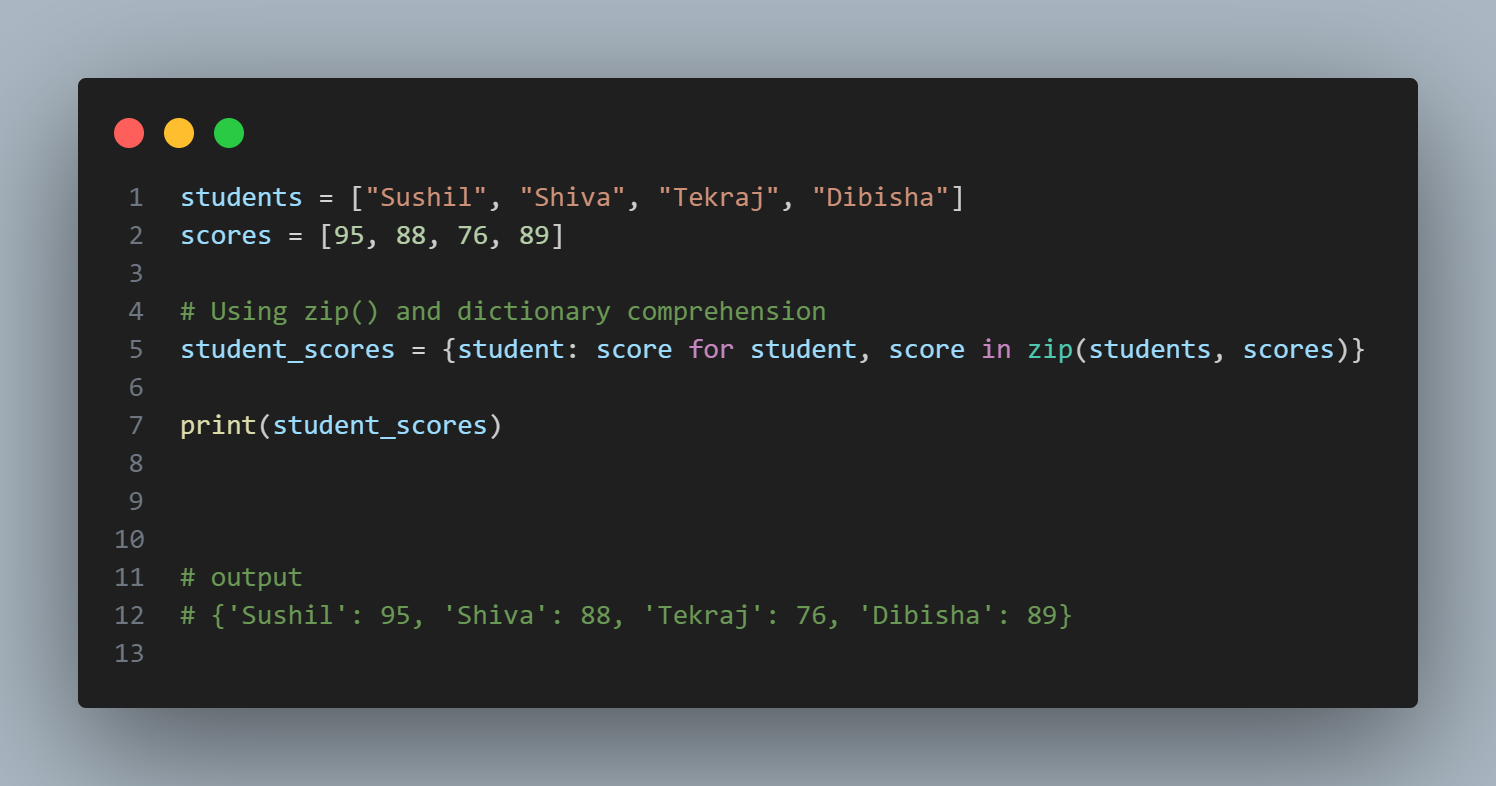 1 students = ["Sushil", "Shiva", "Tekraj", "Dibisha"]
2 scores = [95, 88, 76, 89]
3
4 # Using zip() and dictionary comprehension
5 student_scores = {student: score for student, score in zip(students, scores)}
6
7 print(student_scores)
8
9
10
11 # output
12 # {'Sushil': 95, 'Shiva': 88, 'Tekraj': 76, 'Dibisha': 89}
13